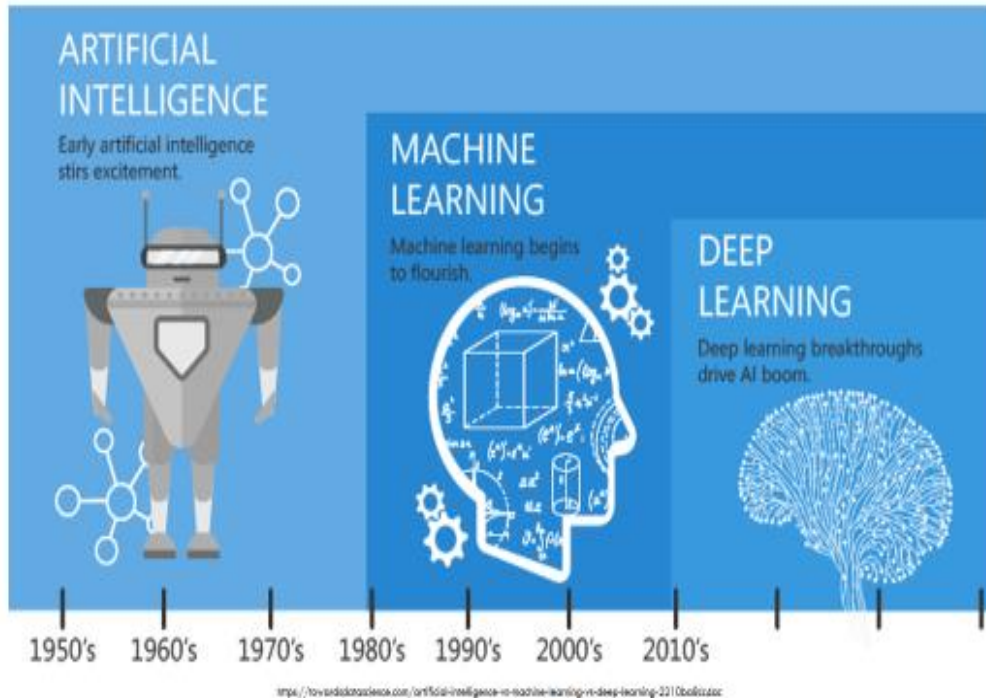 ARTIFICIAL
INTELLIGENCE
Early artificial intelligence
stirs excitement.
MACHINE
LEARNING
Machine learning begins
to flourish.
DEEP
LEARNING
Deep learning breakthroughs
drive AI boom.
1950's 1960's 1970's 1980's 1990's 2000's 2010's